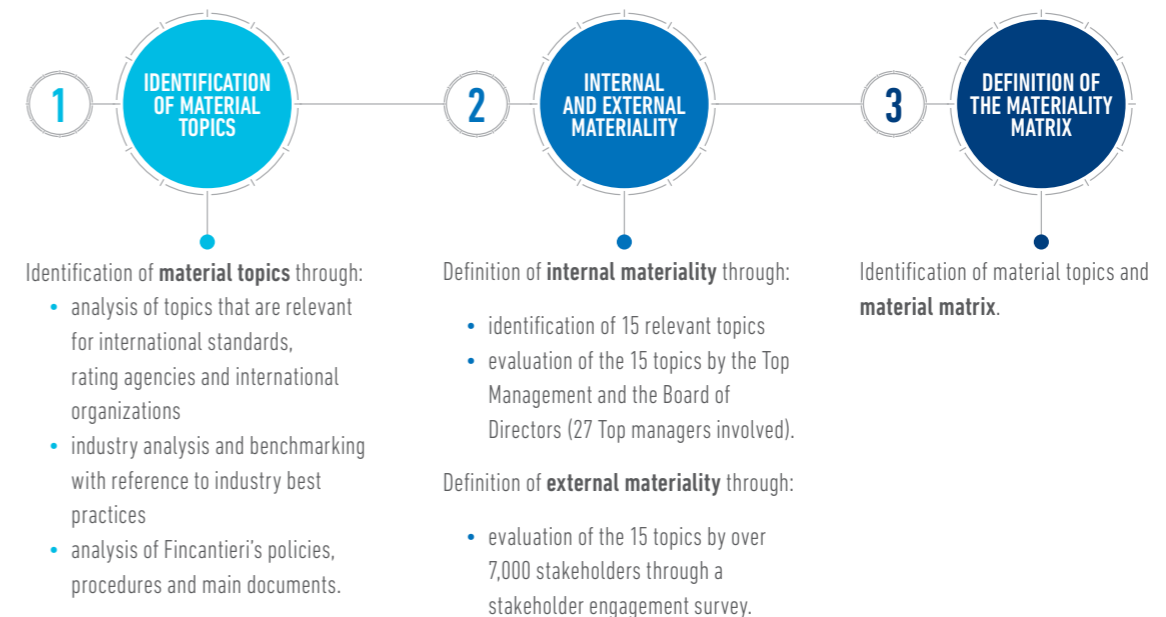 1
IDENTIFICATION
OF MATERIAL
TOPICS
Identification of material topics through:
• analysis of topics that are relevant
for international standards,
rating agencies and international
organizations
• industry analysis and benchmarking
with reference to industry best
practices
• analysis of Fincantieri's policies,
procedures and main documents.
2
INTERNAL
AND EXTERNAL
MATERIALITY
Definition of internal materiality through:
• identification of 15 relevant topics
• evaluation of the 15 topics by the Top
Management and the Board of
Directors (27 Top managers involved).
Definition of external materiality through:
• evaluation of the 15 topics by over
7,000 stakeholders through a
stakeholder engagement survey.
3
DEFINITION OF
THE MATERIALITY
MATRIX
Identification of material topics and
material matrix.